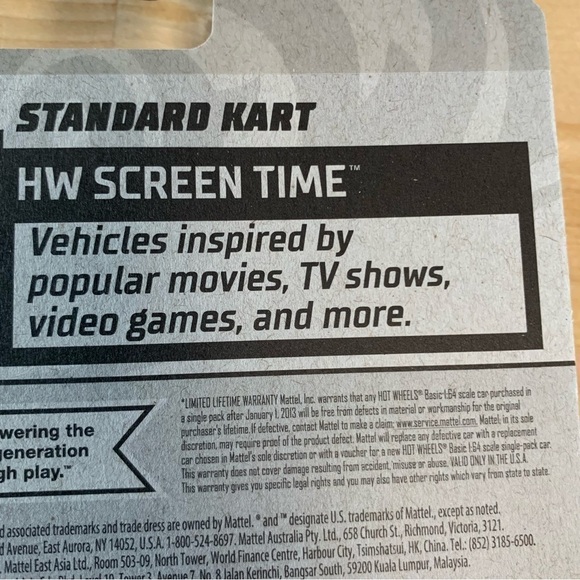 STANDARD KART
HW SCREEN TIME™
Vehicles inspired by
popular movies, TV shows,
video games, and more.
*LIMITED LIFETIME WARRANTY Mattel, Inc. warrants that any HOT WHEELS® Basic 1:64 scale car purchased in
a single pack after January 1, 2013 will be free from defects in material or workmanship for the original
purchaser's lifetime. If defective, contact Mattel to make a claim; www.service.mattel.com. Mattel, in its sole
discretion, may require proof of the product defect. Mattel will replace any defective car with a replacement
car chosen in Mattel's sole discretion or with a voucher for a new HOT WHEELS® Basic 1:64 scale single-pack car.
This warranty does not cover damage resulting from accident, misuse or abuse. VALID ONLY IN THE U.S.A.
This warranty gives you specific legal rights and you may also have other rights which vary from state to state.
wering the
generation
gh play.™
d associated trademarks and trade dress are owned by Mattel. ® and ™ designate U.S. trademarks of Mattel, except as noted.
d Avenue, East Aurora, NY 14052, U.S.A. 1-800-524-8697. Mattel Australia Pty. Ltd., 658 Church St., Richmond, Victoria, 3121.
Mattel East Asia Ltd., Room 503-09, North Tower, World Finance Centre, Harbour City, Tsimshatsui, HK, China. Tel.: (852) 3185-6500.
Level 19, Tower 3, Avenue 7, No. 8 Jalan Kerinchi, Bangsar South, 59200 Kuala Lumpur, Malaysia.